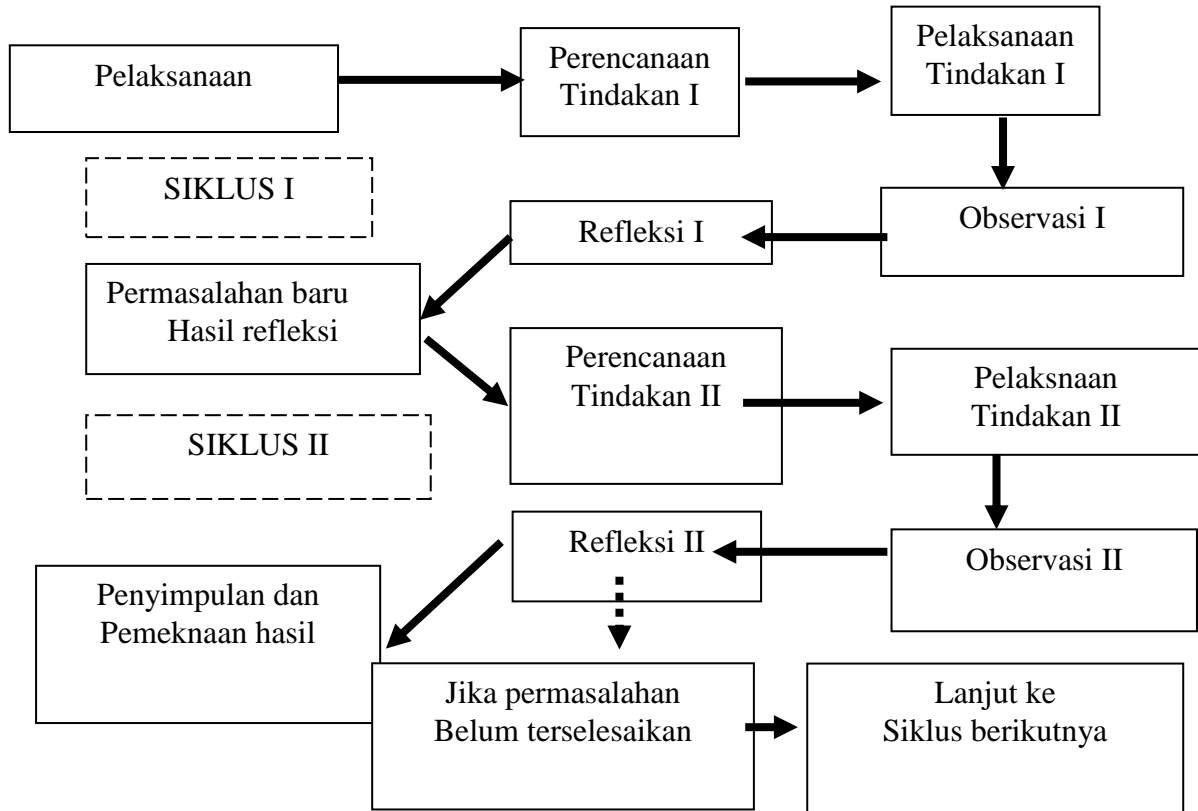 Pelaksanaan
Perencanaan
Tindakan I
Pelaksanaan
Tindakan I
SIKLUS I
Refleksi I
Observasi I
Permasalahan baru
Hasil refleksi
Perencanaan
Tindakan II
Pelaksnaan
Tindakan II
SIKLUS II
Refleksi II
Observasi II
Penyimpulan dan
Pemeknaan hasil
Jika permasalahan
Belum terselesaikan
Lanjut ke
Siklus berikutnya